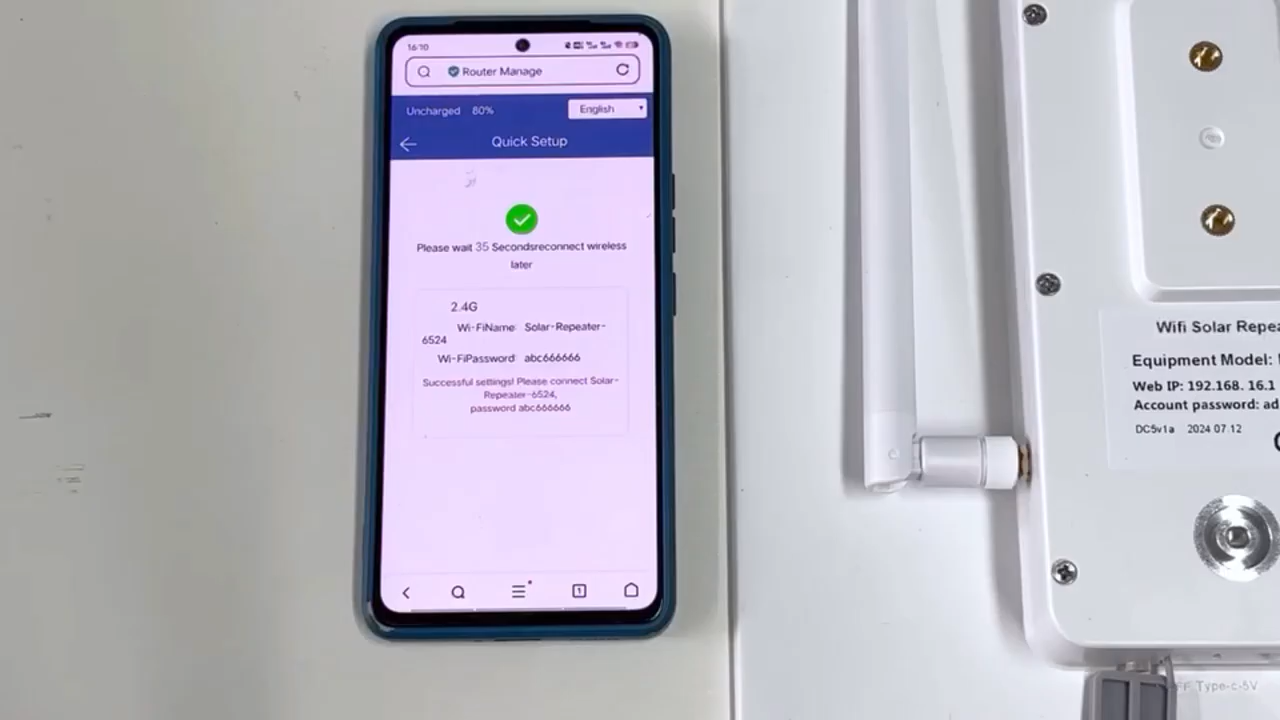 16:10
Router Manage
Uncharged 80%
English
Quick Setup
Please wait 35 Secondsreconnect wireless
later
2.4G
Wi-FiName Solar-Repeater-
6524
Wi-FiPassword abc666666
Successful settings! Please connect Solar-
Repeater-6524,
password abc666666
1
Wifi Solar Repea
Equipment Model:
Web IP: 192.168. 16.1
Account password: ad
DC5v1a 2024 07.12
Type-c-5V